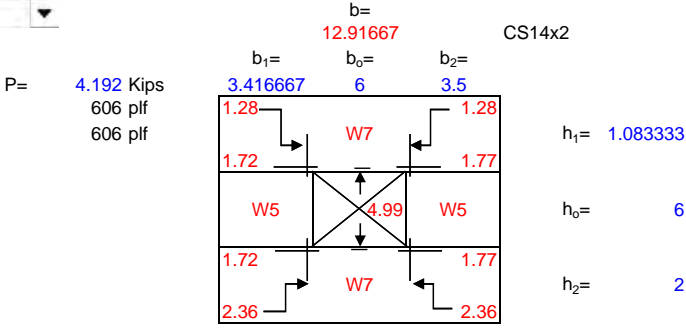 b=
12.91667 CS14x2
b₁= bₒ= b₂=
P= 4.192 Kips 3.416667 6 3.5
606 plf 1.28 1.28
606 plf W7 h₁= 1.083333
1.72 1.77
W5 4.99 W5 hₒ= 6
1.72 1.77
W7 h₂= 2
2.36 2.36